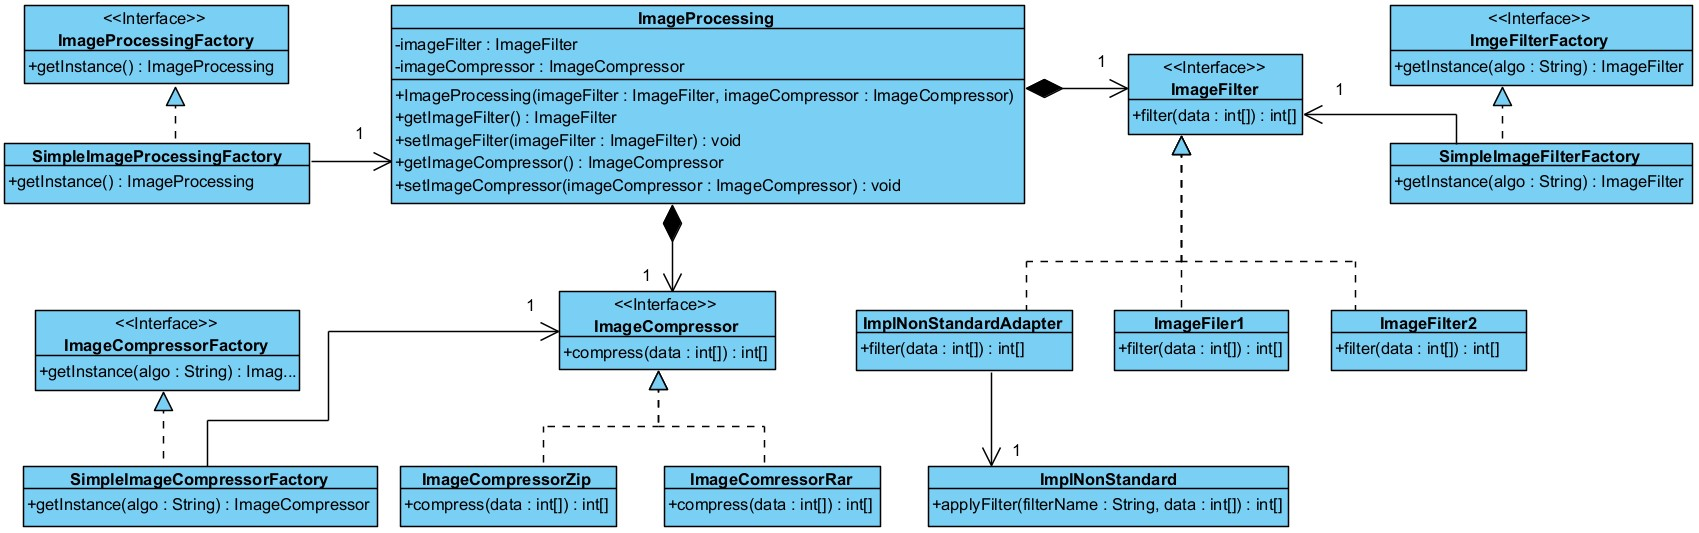 <<Interface>>
ImageProcessingFactory
+getInstance() : ImageProcessing
SimpleImageProcessingFactory
+getInstance() : ImageProcessing
1
ImageProcessing
-imageFilter : ImageFilter
-imageCompressor : ImageCompressor
+ImageProcessing(imageFilter : ImageFilter, imageCompressor : ImageCompressor)
+getImageFilter() : ImageFilter
+setImageFilter(imageFilter : ImageFilter) : void
+getImageCompressor() : ImageCompressor
+setImageCompressor(imageCompressor : ImageCompressor) : void
1
<<Interface>>
ImageFilter
+filter(data : int[]) : int[]
1
<<Interface>>
ImgeFilterFactory
+getInstance(algo : String) : ImageFilter
SimpleImageFilterFactory
+getInstance(algo : String) : ImageFilter
<<Interface>>
ImageCompressorFactory
+getInstance(algo : String) : Imag...
1
1
<<Interface>>
ImageCompressor
+compress(data : int[]) : int[]
ImplNonStandardAdapter
+filter(data : int[]) : int[]
ImageFiler1
+filter(data : int[]) : int[]
ImageFilter2
+filter(data : int[]) : int[]
SimpleImageCompressorFactory
+getInstance(algo : String) : ImageCompressor
ImageCompressorZip
+compress(data : int[]) : int[]
ImageComressorRar
+compress(data : int[]) : int[]
1
ImplNonStandard
+applyFilter(filterName : String, data : int[]) : int[]